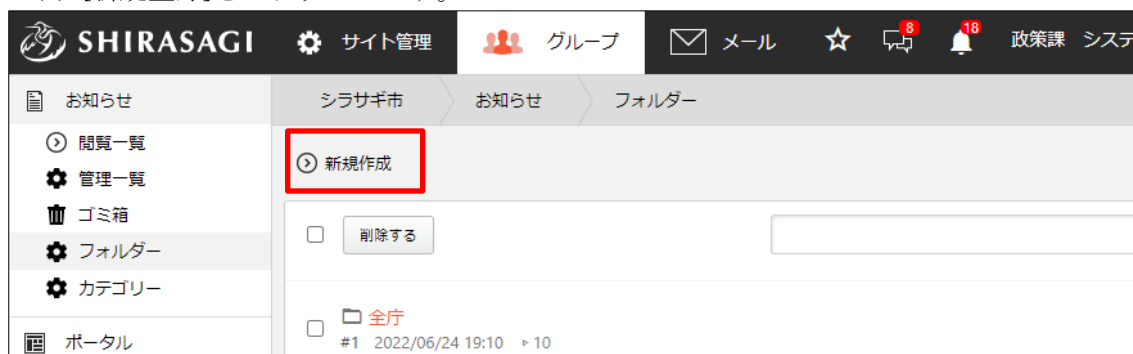 SHIRASAGI サイト管理 グループ メール 8 18 政策課 システ
お知らせ
シラサギ市 お知らせ フォルダー
閲覧一覧
新規作成
管理一覧
ゴミ箱
削除する
フォルダー
カテゴリー
全庁
#1 2022/06/24 19:10 ▹ 10
ポータル